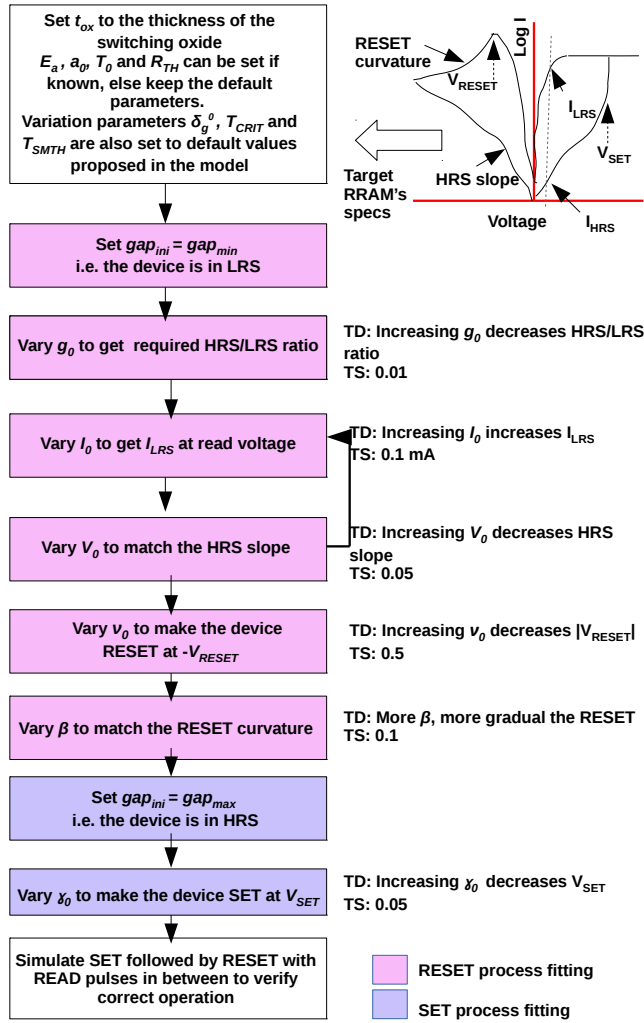 Set t_ox to the thickness of the
switching oxide
E_a , a_0, T_0 and R_TH can be set if
known, else keep the default
parameters.
Variation parameters δ_g^0 , T_CRIT and
T_SMTH are also set to default values
proposed in the model
RESET
curvature
V_RESET
Log I
I_LRS
V_SET
HRS slope
Target
RRAM's
specs
Voltage
I_HRS
Set gap_ini = gap_min
i.e. the device is in LRS
Vary g_0 to get required HRS/LRS ratio
TD: Increasing g_0 decreases HRS/LRS
ratio
TS: 0.01
Vary I_0 to get I_LRS at read voltage
TD: Increasing I_0 increases I_LRS
TS: 0.1 mA
Vary V_0 to match the HRS slope
TD: Increasing V_0 decreases HRS
slope
TS: 0.05
Vary ν_0 to make the device
RESET at -V_RESET
TD: Increasing ν_0 decreases |V_RESET|
TS: 0.5
Vary β to match the RESET curvature
TD: More β, more gradual the RESET
TS: 0.1
Set gap_ini = gap_max
i.e. the device is in HRS
Vary ɣ_0 to make the device SET at V_SET
TD: Increasing ɣ_0 decreases V_SET
TS: 0.05
Simulate SET followed by RESET with
READ pulses in between to verify
correct operation
RESET process fitting
SET process fitting